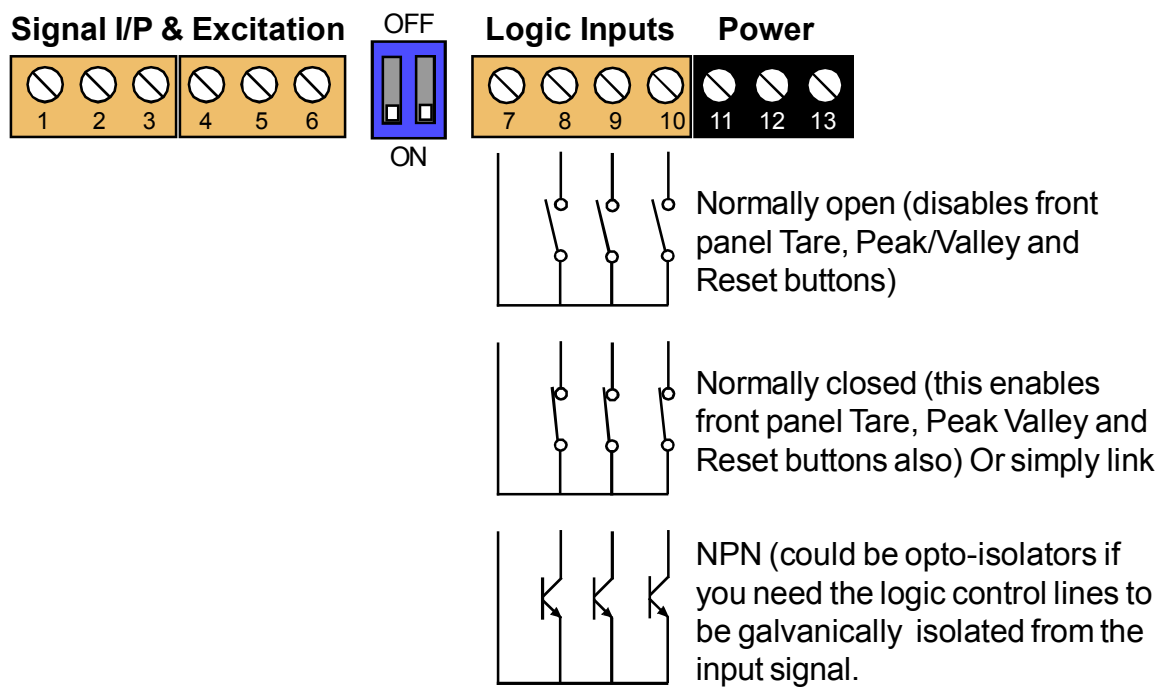 Signal I/P & Excitation OFF Logic Inputs Power
1 2 3 4 5 6 7 8 9 10 11 12 13
ON
Normally open (disables front
panel Tare, Peak/Valley and
Reset buttons)
Normally closed (this enables
front panel Tare, Peak Valley and
Reset buttons also) Or simply link
NPN (could be opto-isolators if
you need the logic control lines to
be galvanically isolated from the
input signal.